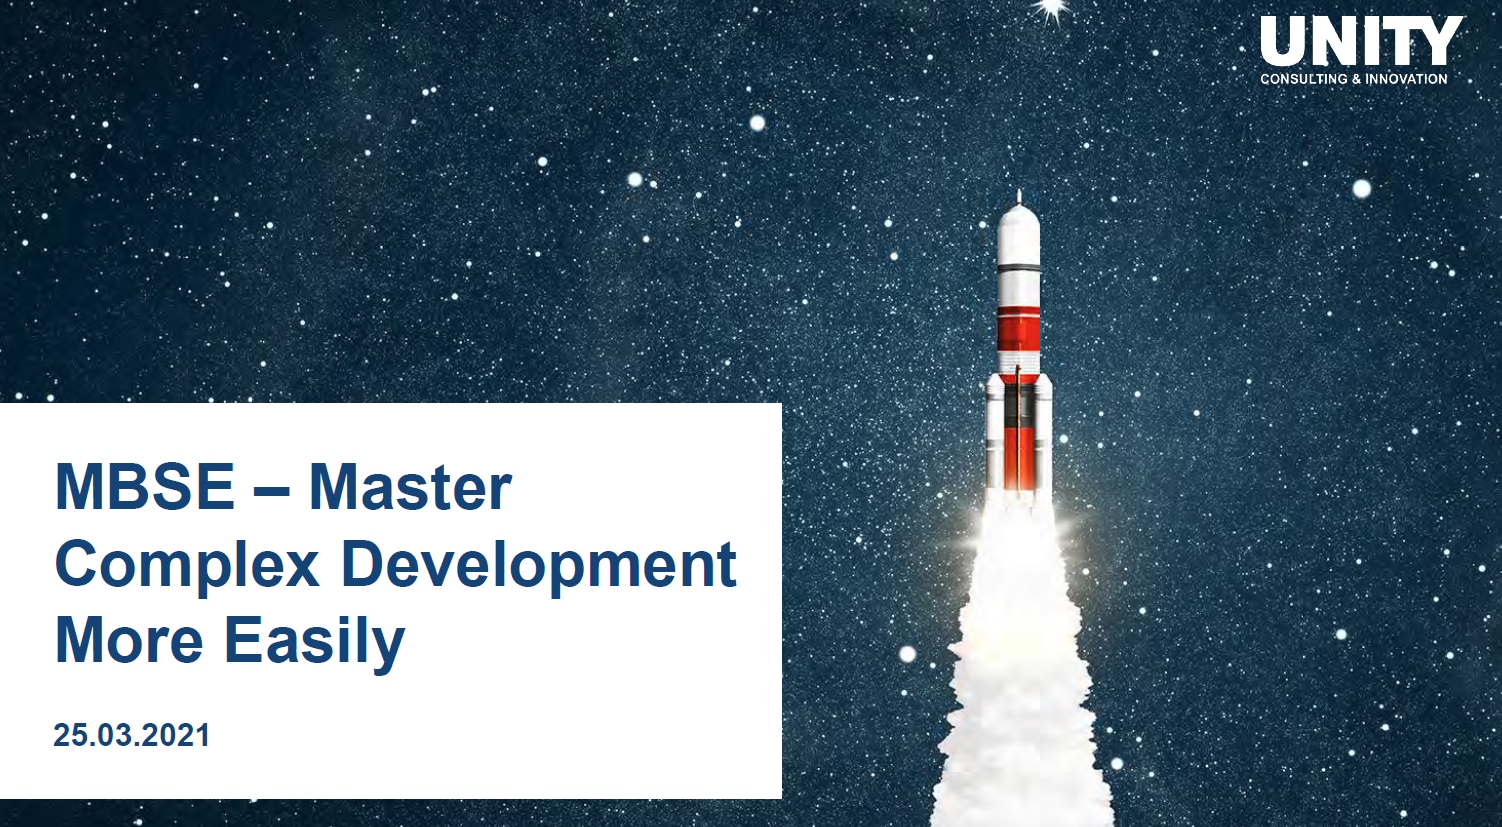 UNITY
CONSULTING & INNOVATION
MBSE – Master
Complex Development
More Easily
25.03.2021